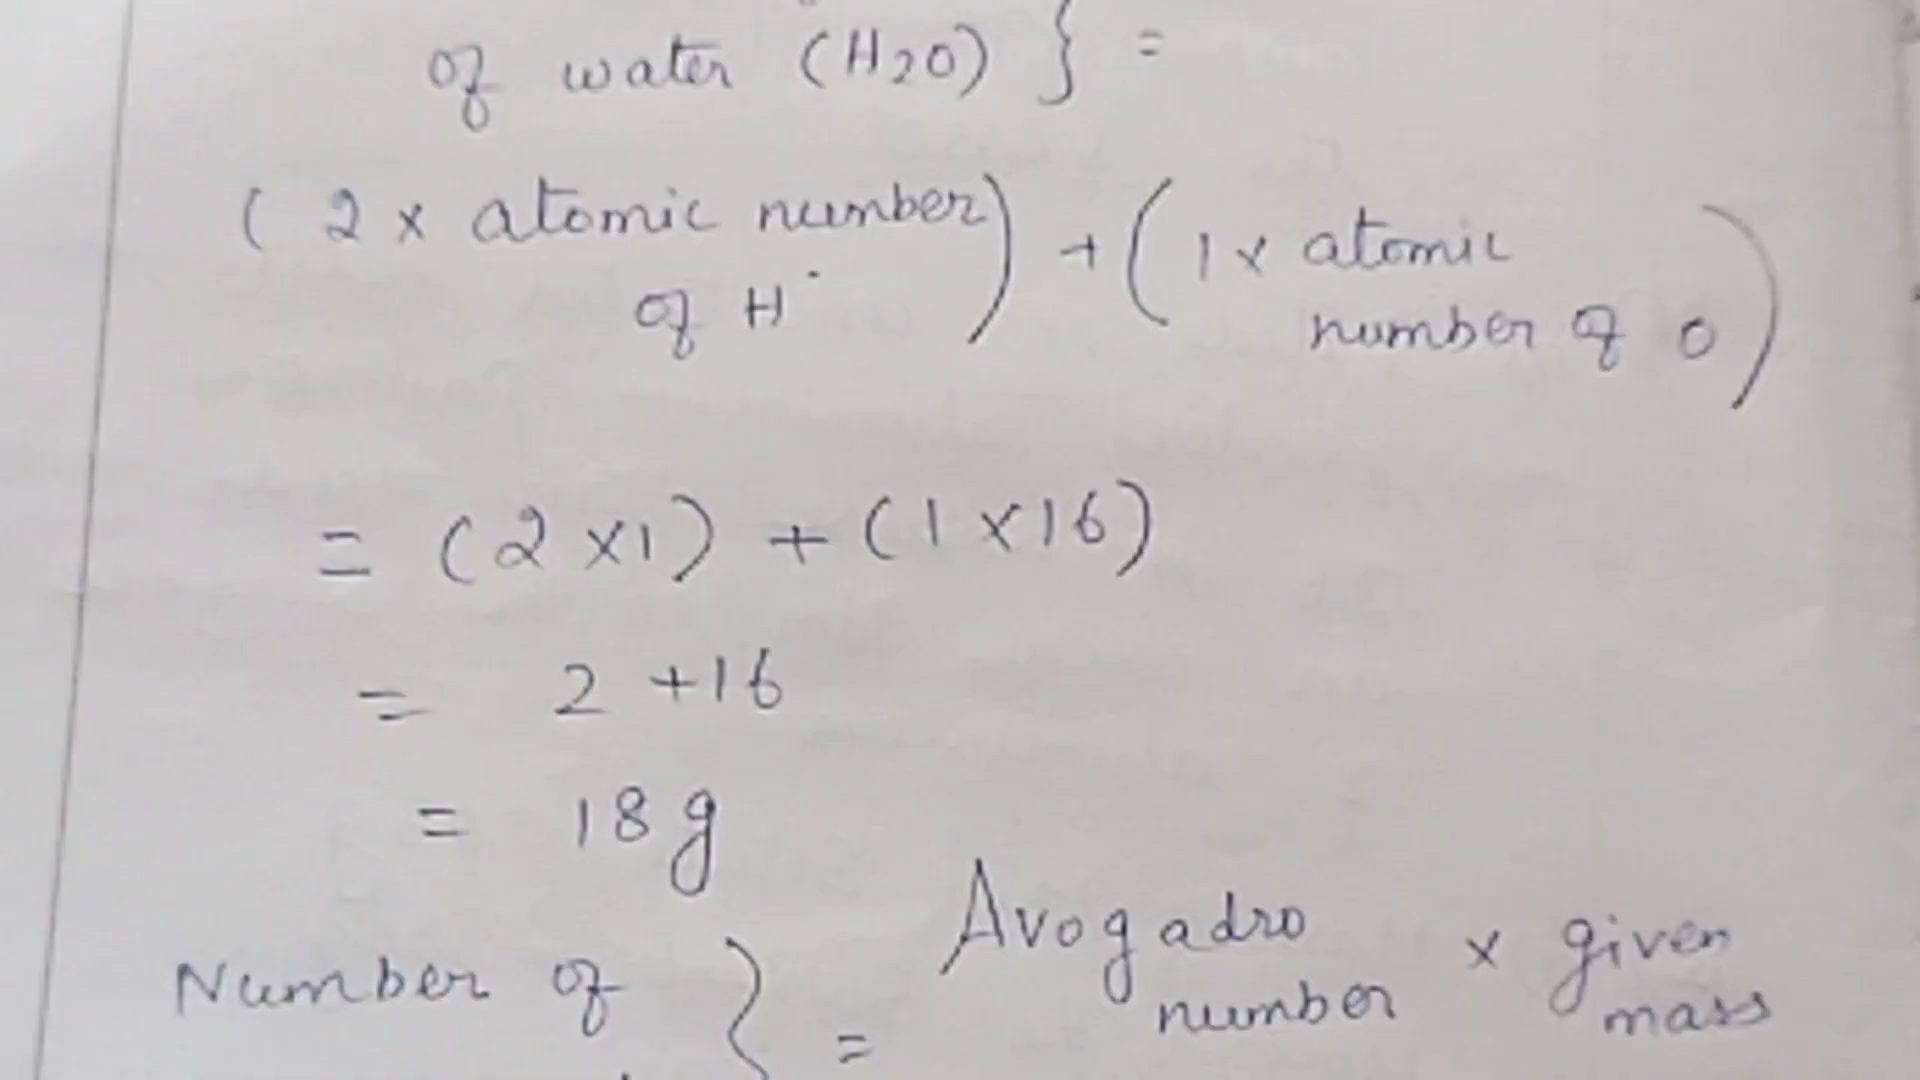 of water (H2O) } =
( 2 x atomic number of H ) + ( 1 x atomic number of O )
= (2 x 1) + (1 x 16)
= 2 + 16
= 18 g
Number of } = Avogadro number x given mass